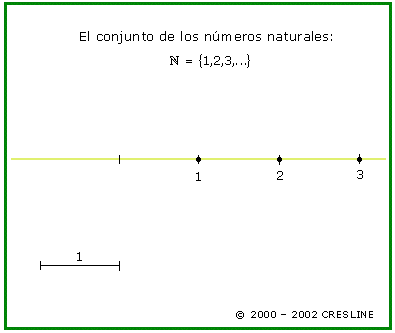 El conjunto de los números naturales:
ℕ = {1,2,3,...}
1 2 3
1
© 2000 – 2002 CRESLINE